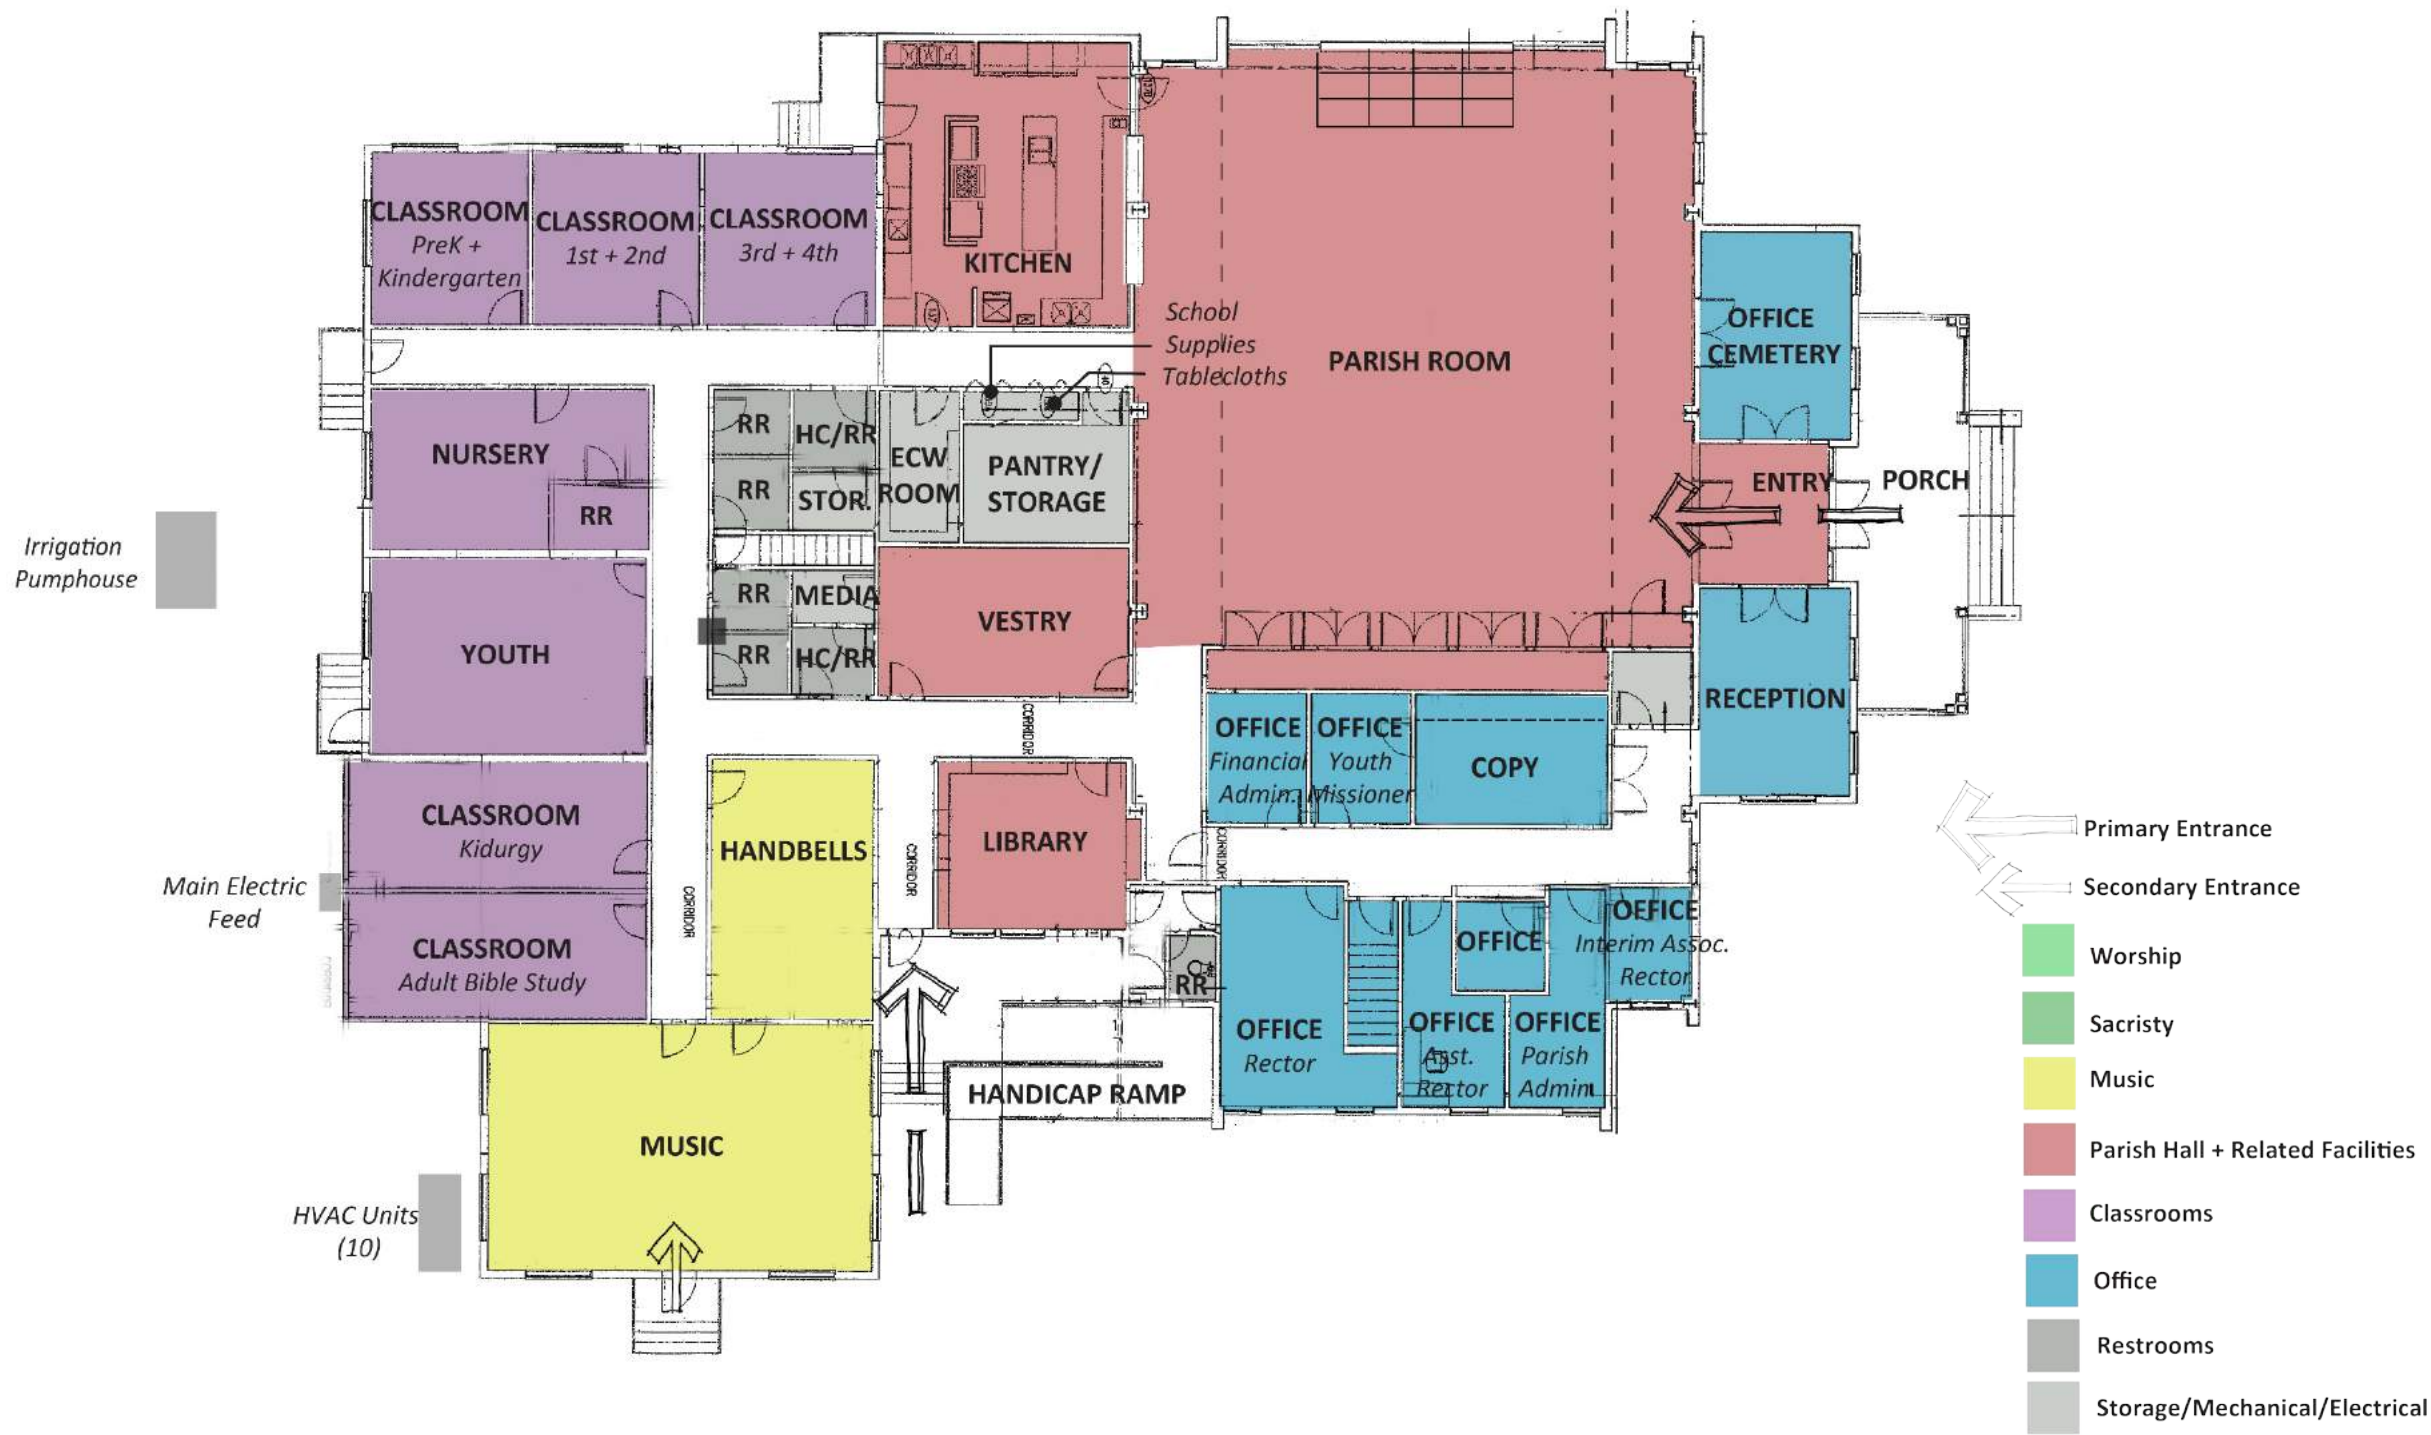 CLASSROOM
PreK +
Kindergarten
CLASSROOM
1st + 2nd
CLASSROOM
3rd + 4th
KITCHEN
School
Supplies
Tablecloths
PARISH ROOM
OFFICE
CEMETERY
NURSERY
RR
RR
HC/RR
RR
STOR.
ECW
ROOM
PANTRY/
STORAGE
ENTRY
PORCH
Irrigation
Pumphouse
YOUTH
RR
MEDIA
RR
HC/RR
VESTRY
RECEPTION
CORRIDOR
OFFICE
Financial
Admin.
OFFICE
Youth
Missioner
COPY
CLASSROOM
Kidurgy
HANDBELLS
CORRIDOR
LIBRARY
CORRIDOR
Main Electric
Feed
CORRIDOR
CLASSROOM
Adult Bible Study
RR
OFFICE
Rector
OFFICE
OFFICE
Asst.
Rector
OFFICE
Parish
Admin
OFFICE
Interim Assoc.
Rector
HANDICAP RAMP
MUSIC
HVAC Units
(10)
Primary Entrance
Secondary Entrance
Worship
Sacristy
Music
Parish Hall + Related Facilities
Classrooms
Office
Restrooms
Storage/Mechanical/Electrical